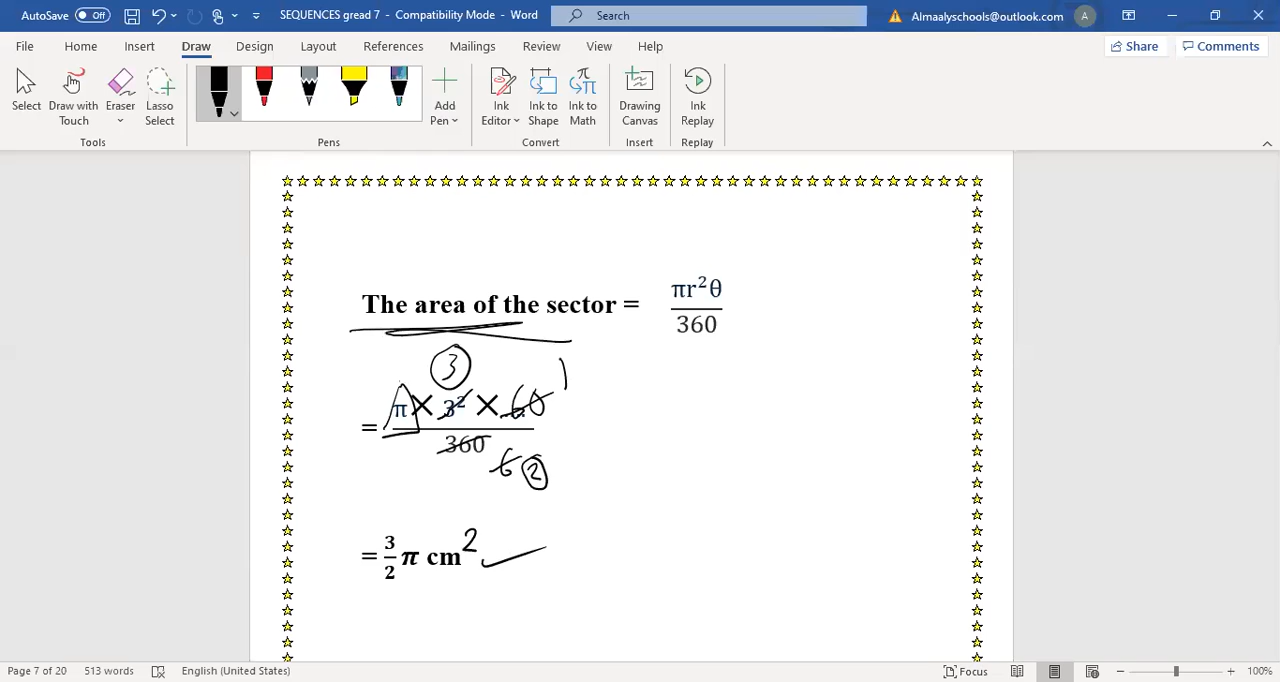 AutoSave Off SEQUENCES gread 7 - Compatibility Mode - Word Search Almaalyschools@outlook.com A
File Home Insert Draw Design Layout References Mailings Review View Help Share Comments
Select Draw with Touch Eraser Lasso Select Add Pen Ink Editor Ink to Shape Ink to Math Drawing Canvas Ink Replay
Tools Pens Convert Insert Replay
The area of the sector = πr²θ
360
3 1
= π × 3² × 60
360
6 2
= 3/2 π cm 2
Page 7 of 20 513 words English (United States) Focus 100%